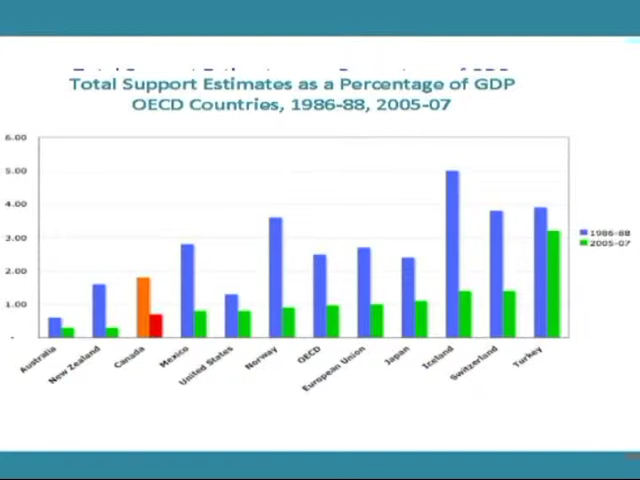 Total Support Estimates as a Percentage of GDP
OECD Countries, 1986-88, 2005-07
6.00
5.00
4.00
3.00
2.00
1.00
-
1986-88
2005-07
Australia
New Zealand
Canada
Mexico
United States
Norway
OECD
European Union
Japan
Iceland
Switzerland
Turkey